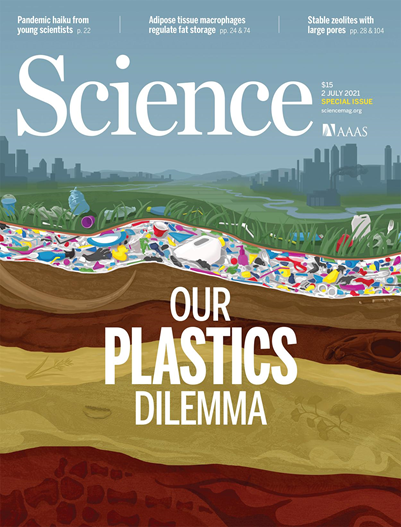 Pandemic haiku from
young scientists p. 22
Adipose tissue macrophages
regulate fat storage pp. 24 & 74
Stable zeolites with
large pores pp. 28 & 104
Science
$15
2 JULY 2021
SPECIAL ISSUE
sciencemag.org
AAAS
OUR
PLASTICS
DILEMMA